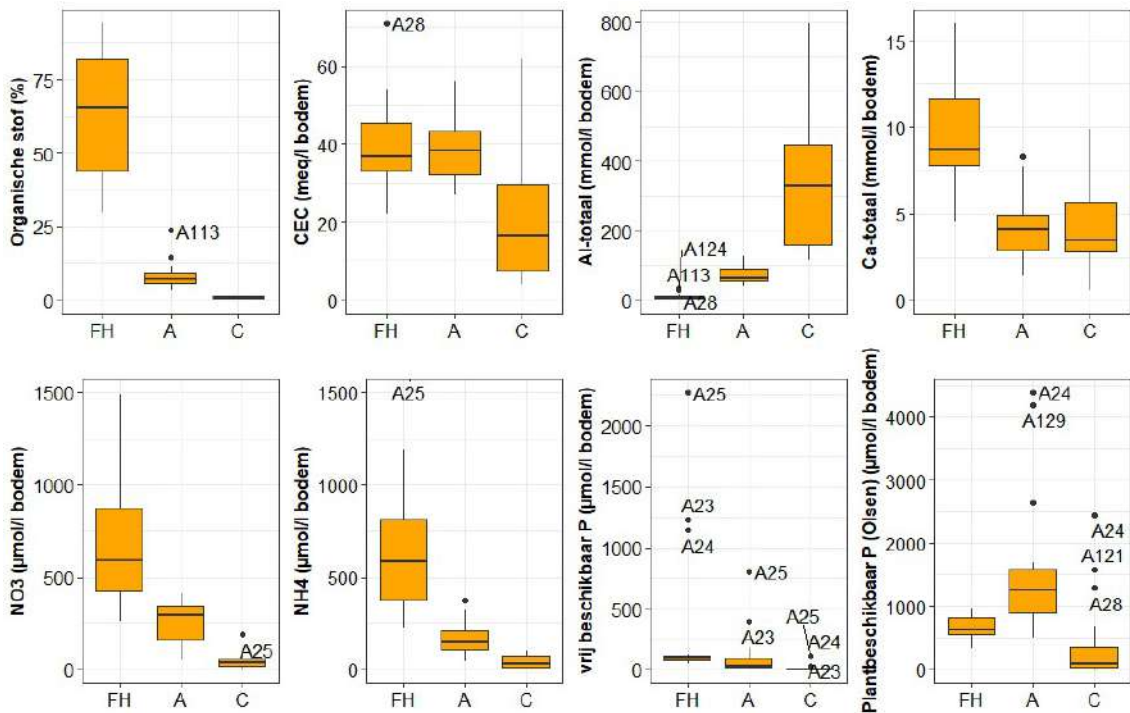 Organische stof (%)
75
50
25
0
A113
FH A C
CEC (meq/l bodem)
60
40
20
0
A28
FH A C
Al-totaal (mmol/l bodem)
800
600
400
200
0
A124
A113
A28
FH A C
Ca-totaal (mmol/l bodem)
15
10
5
0
FH A C
NO3 (µmol/l bodem)
1500
1000
500
0
A25
FH A C
NH4 (µmol/l bodem)
1500
1000
500
0
A25
FH A C
vrij beschikbaar P (µmol/l bodem)
2000
1500
1000
500
0
A25
A23
A24
A25
A23
A25
A24
A23
FH A C
Plantbeschikbaar P (Olsen) (µmol/l bodem)
4000
3000
2000
1000
0
A24
A129
A24
A121
A28
FH A C